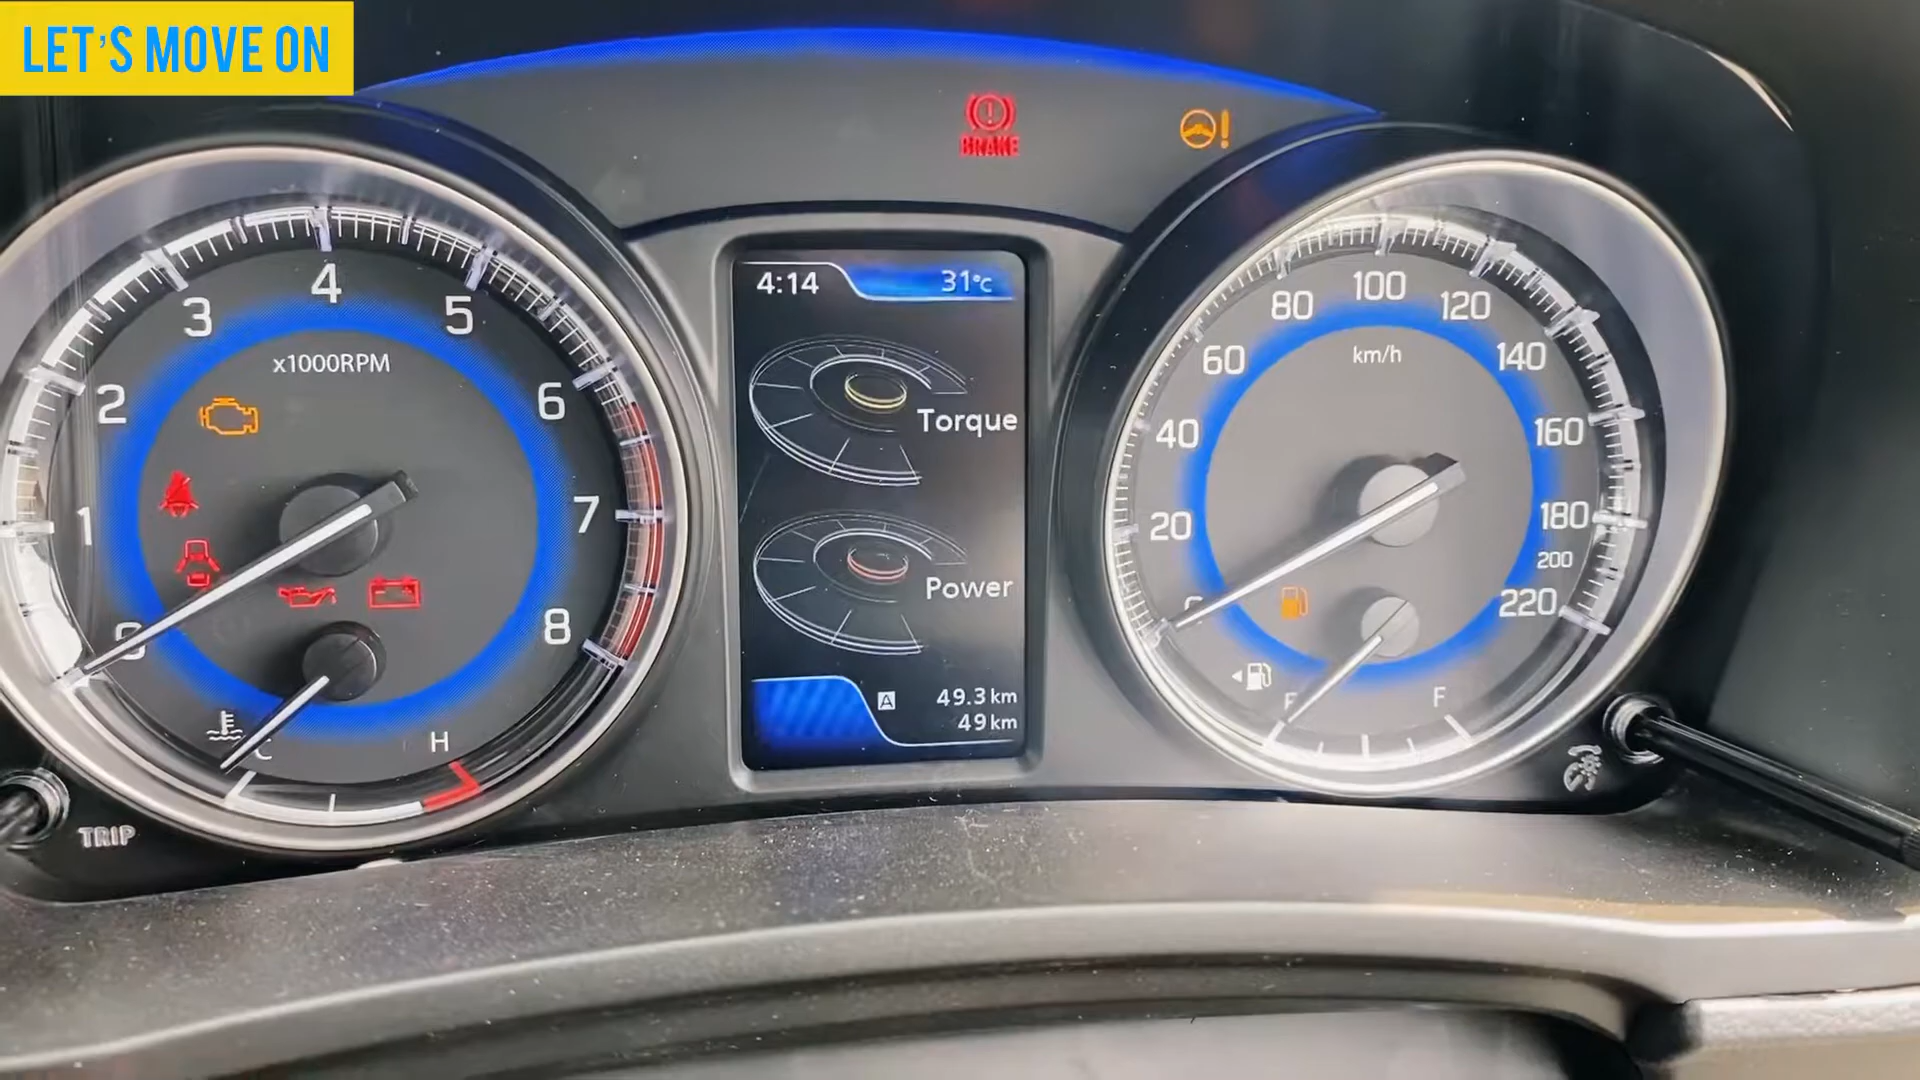 LET'S MOVE ON
BRAKE
4:14 31°C
Torque
Power
A 49.3 km
49 km
0 1 2 3 4 5 6 7 8
x1000RPM
C H
TRIP
20 40 60 80 100 120 140 160 180 200 220
km/h
F